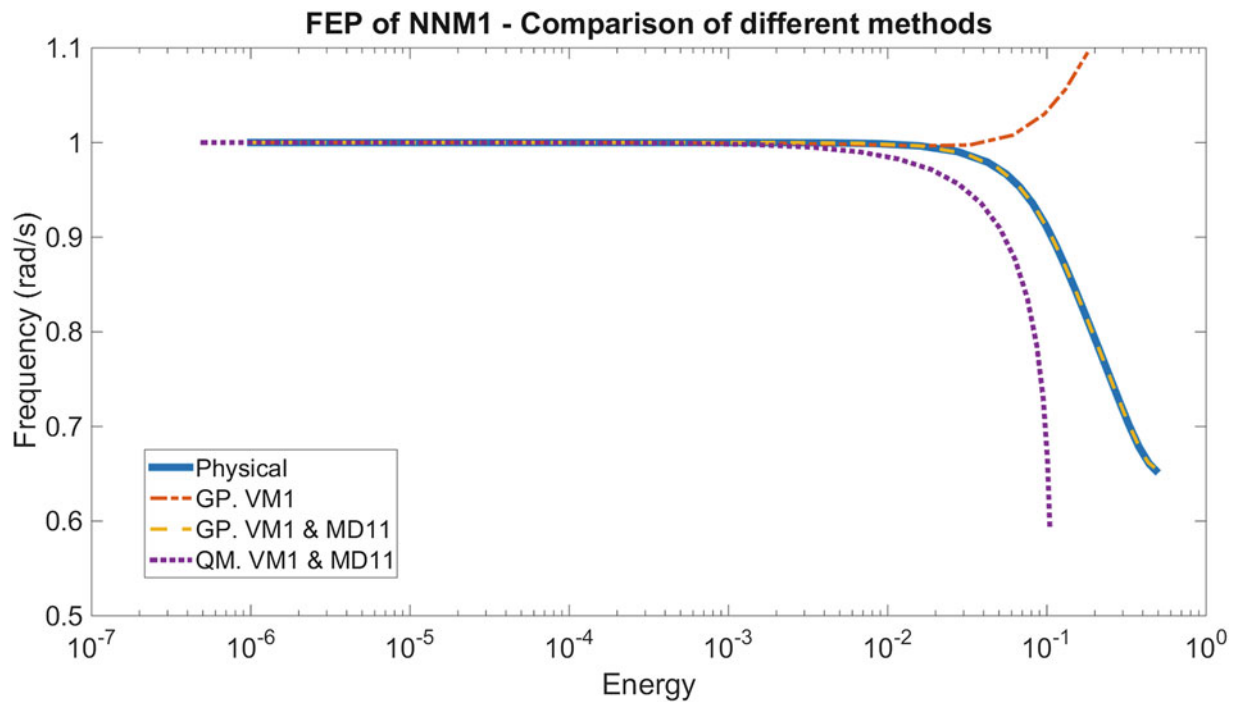 FEP of NNM1 - Comparison of different methods
1.1
1
0.9
0.8
0.7
0.6
0.5
Frequency (rad/s)
Physical
GP. VM1
GP. VM1 & MD11
QM. VM1 & MD11
10-7 10-6 10-5 10-4 10-3 10-2 10-1 100
Energy